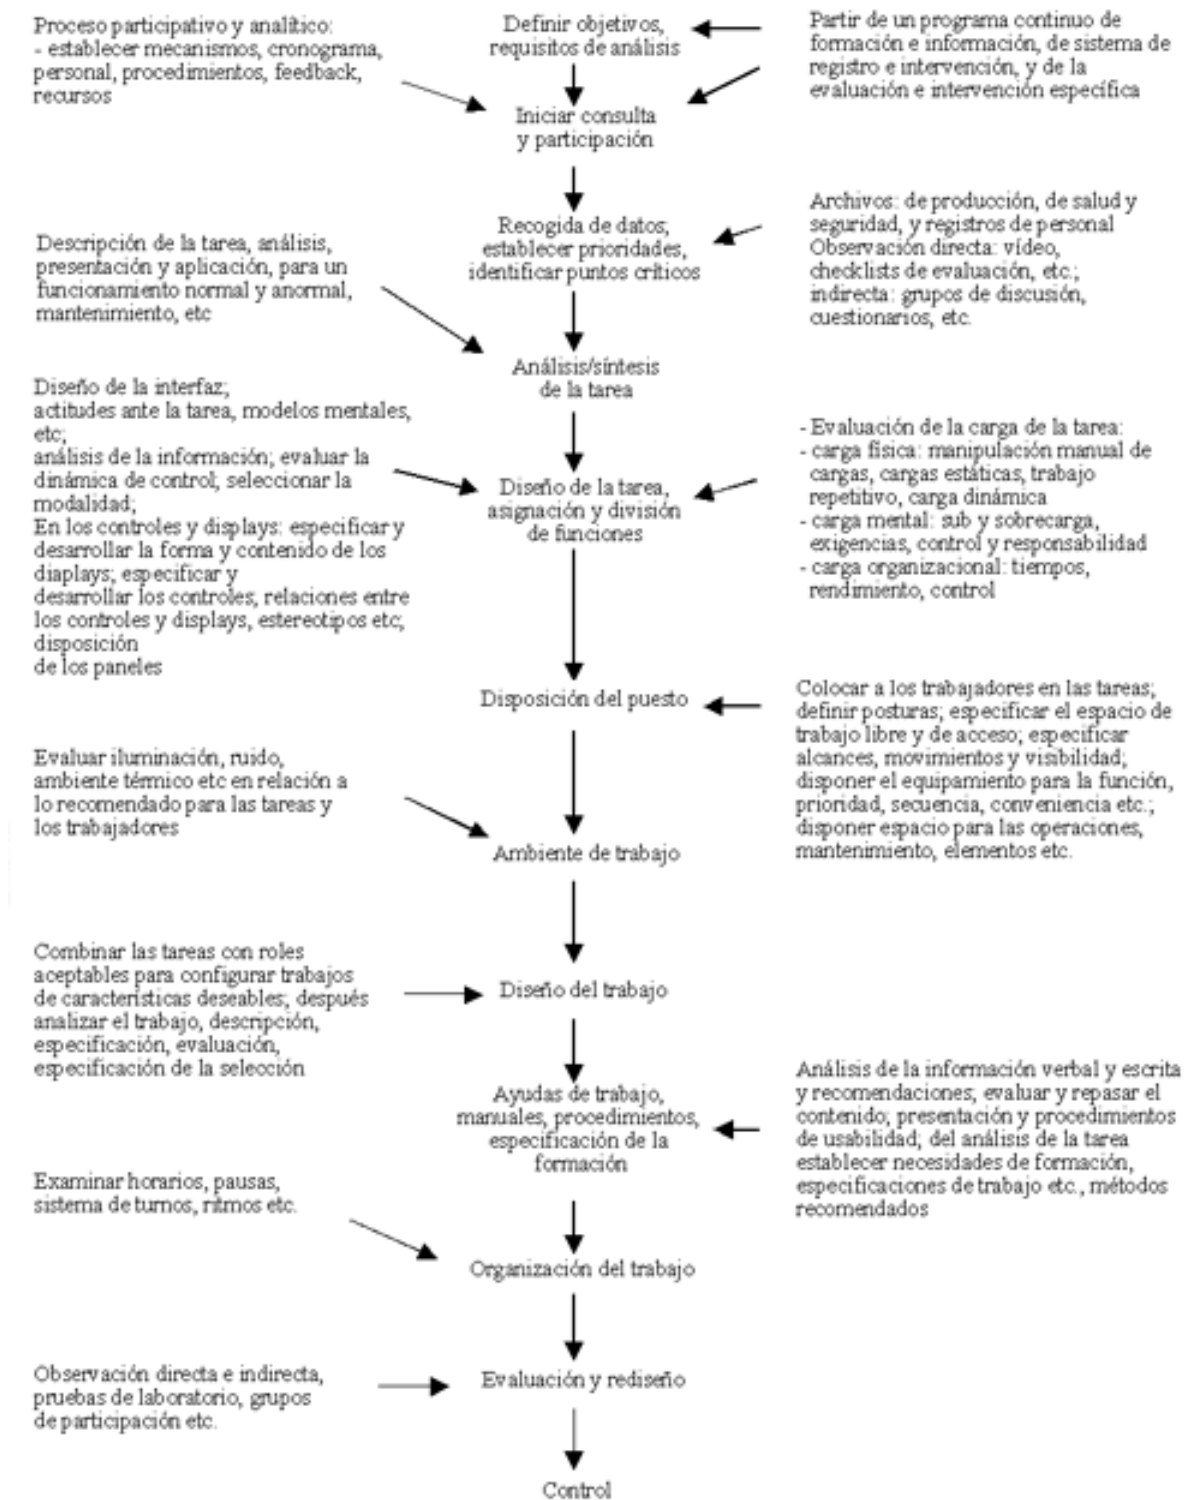 Proceso participativo y analítico:
- establecer mecanismos, cronograma,
personal, procedimientos, feedback,
recursos
Definir objetivos,
requisitos de análisis
Partir de un programa continuo de
formación e información, de sistema de
registro e intervención, y de la
evaluación e intervención específica
Iniciar consulta
y participación
Recogida de datos;
establecer prioridades,
identificar puntos críticos
Archivos: de producción, de salud y
seguridad, y registros de personal
Observación directa: vídeo,
checklists de evaluación, etc.;
indirecta: grupos de discusión,
cuestionarios, etc.
Descripción de la tarea, análisis,
presentación y aplicación, para un
funcionamiento normal y anormal,
mantenimiento, etc
Análisis/síntesis
de la tarea
Diseño de la interfaz;
actitudes ante la tarea, modelos mentales,
etc;
análisis de la información; evaluar la
dinámica de control; seleccionar la
modalidad;
En los controles y displays: especificar y
desarrollar la forma y contenido de los
diaplays; especificar y
desarrollar los controles, relaciones entre
los controles y displays, estereotipos etc;
disposición
de los paneles
Diseño de la tarea,
asignación y división
de funciones
- Evaluación de la carga de la tarea:
- carga física: manipulación manual de
cargas, cargas estáticas, trabajo
repetitivo, carga dinámica
- carga mental: sub y sobrecarga,
exigencias, control y responsabilidad
- carga organizacional: tiempos,
rendimiento, control
Disposición del puesto
Colocar a los trabajadores en las tareas;
definir posturas; especificar el espacio de
trabajo libre y de acceso; especificar
alcances, movimientos y visibilidad;
disponer el equipamiento para la función,
prioridad, secuencia, conveniencia etc.;
disponer espacio para las operaciones,
mantenimiento, elementos etc.
Evaluar iluminación, ruido,
ambiente térmico etc en relación a
lo recomendado para las tareas y
los trabajadores
Ambiente de trabajo
Combinar las tareas con roles
aceptables para configurar trabajos
de características deseables; después
analizar el trabajo, descripción,
especificación, evaluación,
especificación de la selección
Diseño del trabajo
Ayudas de trabajo,
manuales, procedimientos,
especificación de la
formación
Análisis de la información verbal y escrita
y recomendaciones; evaluar y repasar el
contenido; presentación y procedimientos
de usabilidad; del análisis de la tarea
establecer necesidades de formación,
especificaciones de trabajo etc., métodos
recomendados
Examinar horarios, pausas,
sistema de turnos, ritmos etc.
Organización del trabajo
Observación directa e indirecta,
pruebas de laboratorio, grupos
de participación etc.
Evaluación y rediseño
Control